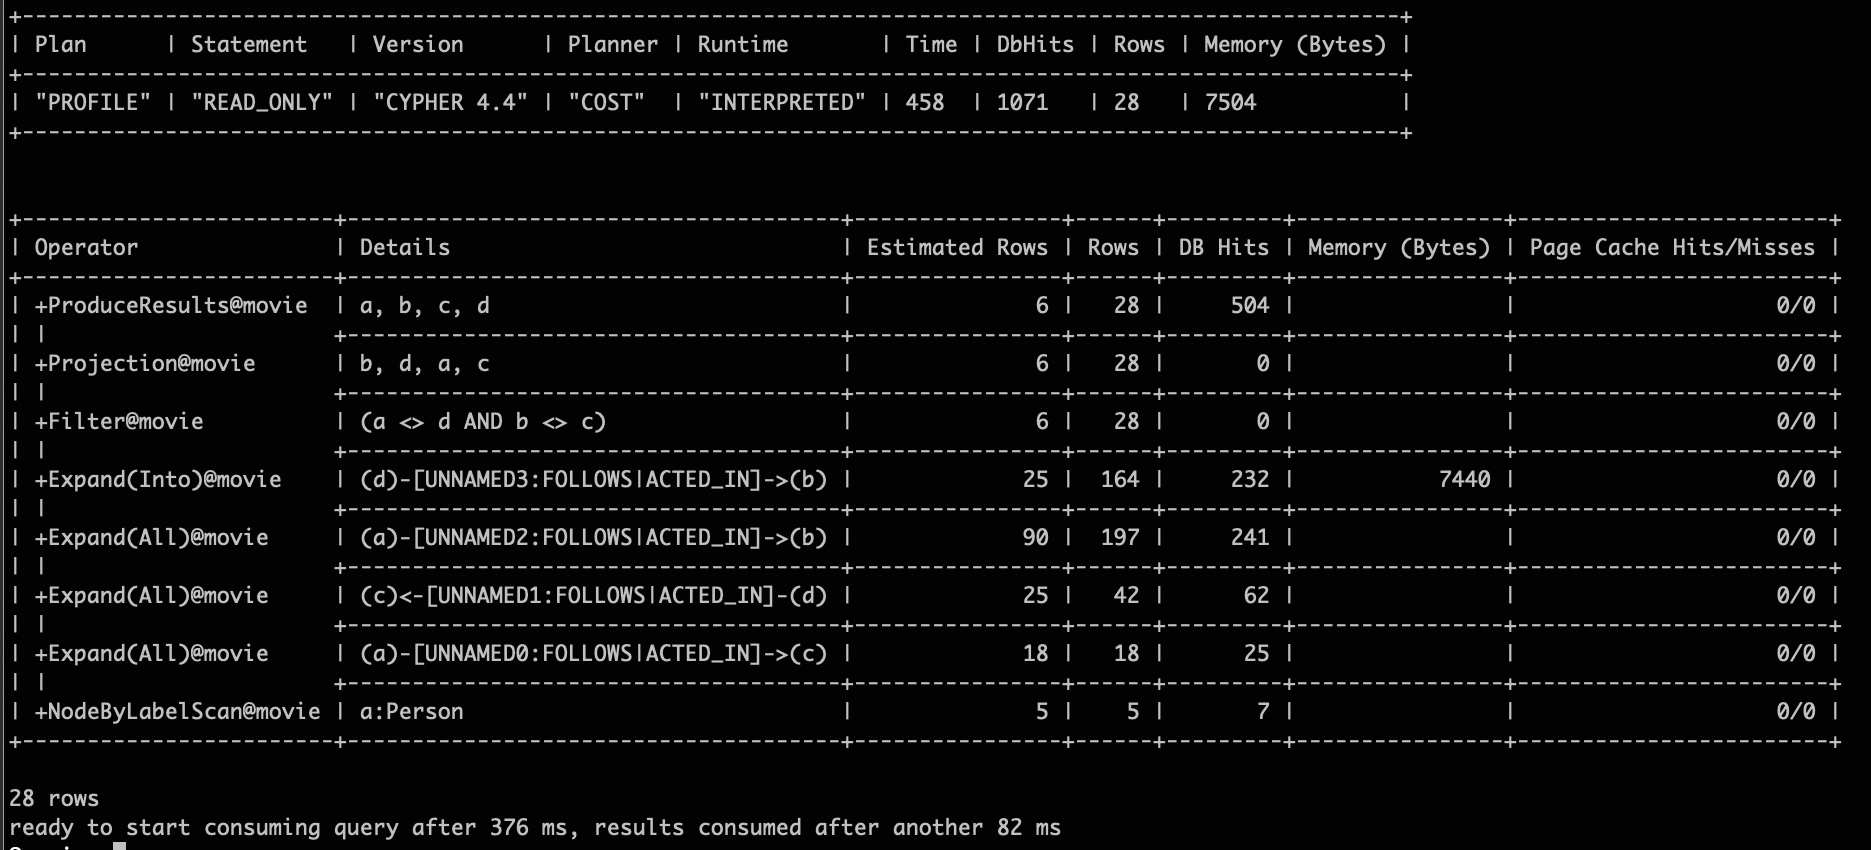 +----------------------------------------------------------------------------------------------------------+
| Plan      | Statement   | Version      | Planner | Runtime       | Time | DbHits | Rows | Memory (Bytes) |
+----------------------------------------------------------------------------------------------------------+
| "PROFILE" | "READ_ONLY" | "CYPHER 4.4" | "COST"  | "INTERPRETED" | 458  | 1071   | 28   | 7504           |
+----------------------------------------------------------------------------------------------------------+
+------------------------+--------------------------------------+----------------+------+---------+----------------+------------------------+
| Operator               | Details                              | Estimated Rows | Rows | DB Hits | Memory (Bytes) | Page Cache Hits/Misses |
+------------------------+--------------------------------------+----------------+------+---------+----------------+------------------------+
| +ProduceResults@movie  | a, b, c, d                           |              6 |   28 |     504 |                |                    0/0 |
| |                      +--------------------------------------+----------------+------+---------+----------------+------------------------+
| +Projection@movie      | b, d, a, c                           |              6 |   28 |       0 |                |                    0/0 |
| |                      +--------------------------------------+----------------+------+---------+----------------+------------------------+
| +Filter@movie          | (a <> d AND b <> c)                  |              6 |   28 |       0 |                |                    0/0 |
| |                      +--------------------------------------+----------------+------+---------+----------------+------------------------+
| +Expand(Into)@movie    | (d)-[UNNAMED3:FOLLOWS|ACTED_IN]->(b) |             25 |  164 |     232 |           7440 |                    0/0 |
| |                      +--------------------------------------+----------------+------+---------+----------------+------------------------+
| +Expand(All)@movie     | (a)-[UNNAMED2:FOLLOWS|ACTED_IN]->(b) |             90 |  197 |     241 |                |                    0/0 |
| |                      +--------------------------------------+----------------+------+---------+----------------+------------------------+
| +Expand(All)@movie     | (c)<-[UNNAMED1:FOLLOWS|ACTED_IN]-(d) |             25 |   42 |      62 |                |                    0/0 |
| |                      +--------------------------------------+----------------+------+---------+----------------+------------------------+
| +Expand(All)@movie     | (a)-[UNNAMED0:FOLLOWS|ACTED_IN]->(c) |             18 |   18 |      25 |                |                    0/0 |
| |                      +--------------------------------------+----------------+------+---------+----------------+------------------------+
| +NodeByLabelScan@movie | a:Person                             |              5 |    5 |       7 |                |                    0/0 |
+------------------------+--------------------------------------+----------------+------+---------+----------------+------------------------+
28 rows
ready to start consuming query after 376 ms, results consumed after another 82 ms